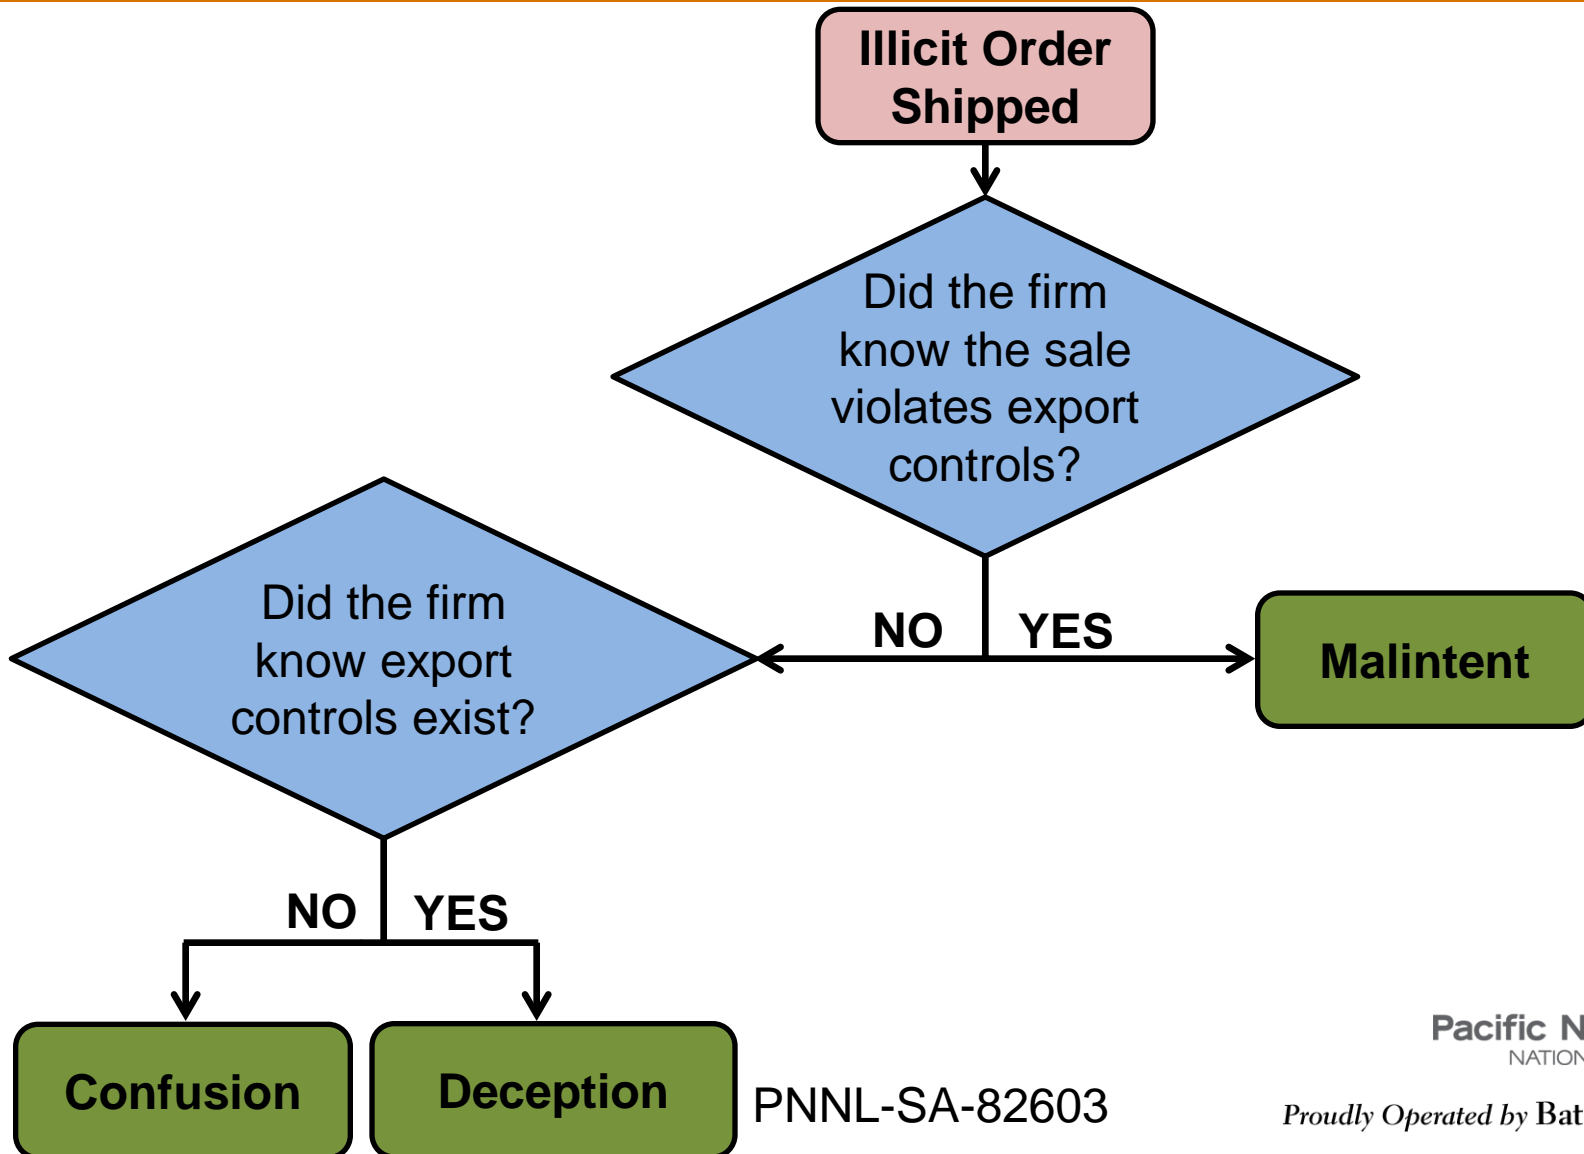 Illicit Order
Shipped
Did the firm
know the sale
violates export
controls?
NO
YES
Malintent
Did the firm
know export
controls exist?
NO
YES
Confusion
Deception
PNNL-SA-82603
Pacific
Proudly Operated by